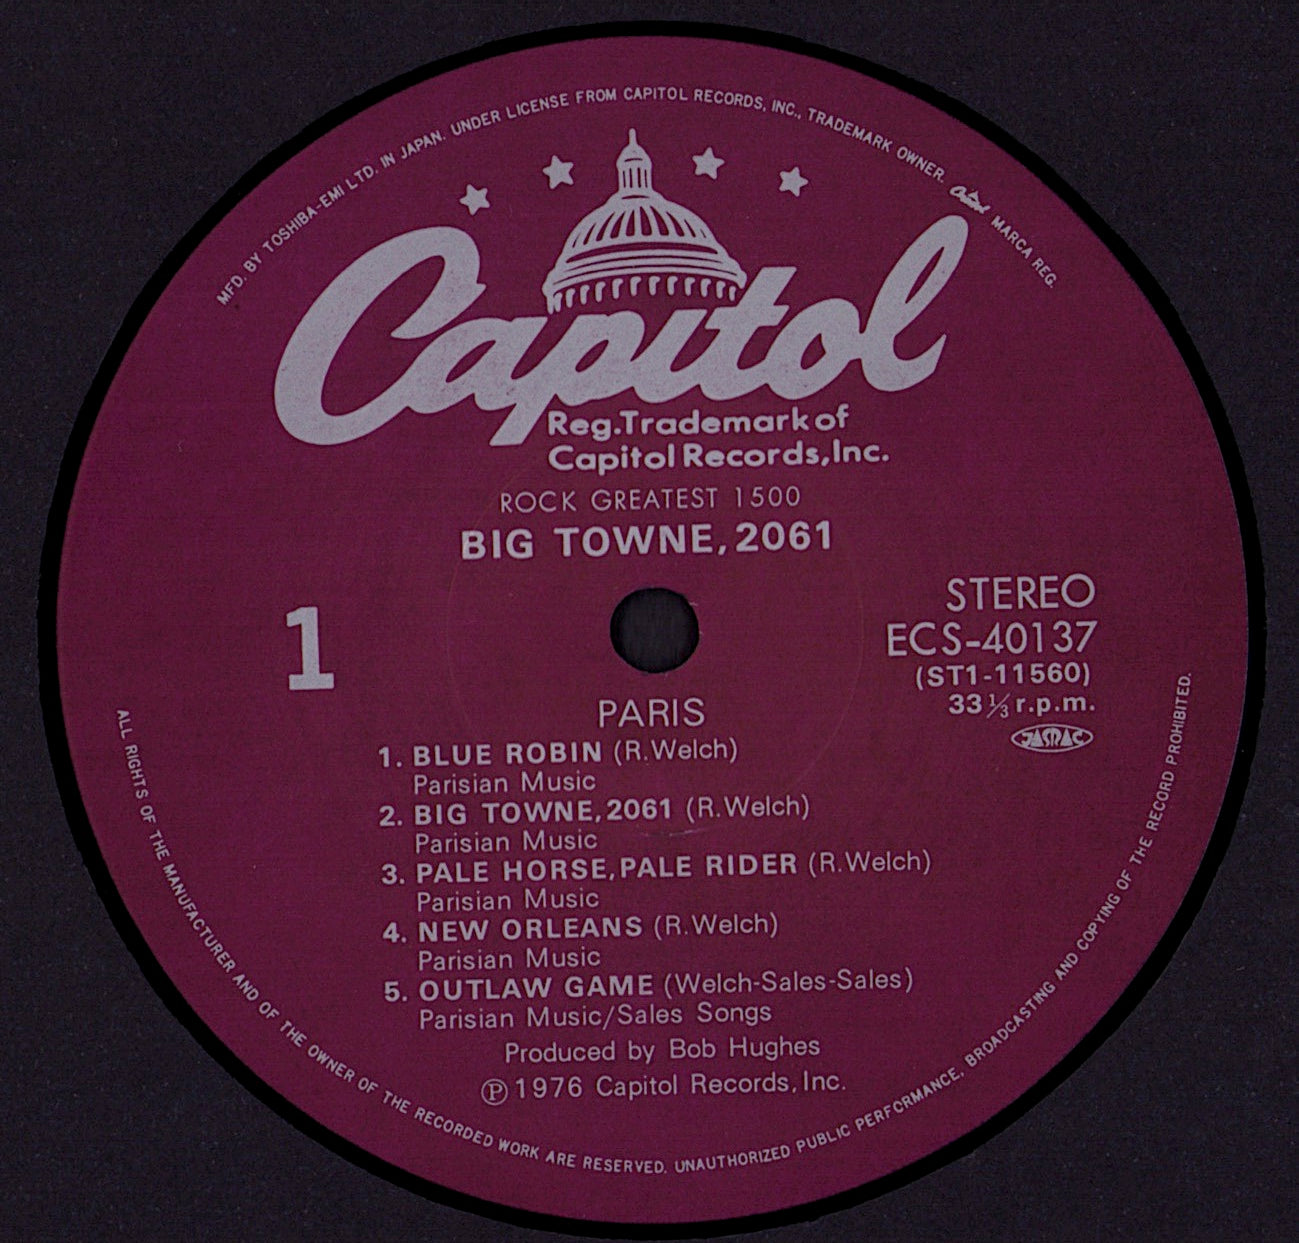 MFD. BY TOSHIBA-EMI LTD. IN JAPAN. UNDER LICENSE FROM CAPITOL RECORDS, INC., TRADEMARK OWNER. Capitol MARCA REG.
Capitol
Reg.Trademark of
Capitol Records,Inc.
ROCK GREATEST 1500
BIG TOWNE, 2061
1
STEREO
ECS-40137
(ST1-11560)
33⅓ r.p.m.
JASRAC
PARIS
1. BLUE ROBIN (R.Welch)
Parisian Music
2. BIG TOWNE, 2061 (R.Welch)
Parisian Music
3. PALE HORSE, PALE RIDER (R.Welch)
Parisian Music
4. NEW ORLEANS (R.Welch)
Parisian Music
5. OUTLAW GAME (Welch-Sales-Sales)
Parisian Music/Sales Songs
Produced by Bob Hughes
℗ 1976 Capitol Records, Inc.
ALL RIGHTS OF THE MANUFACTURER AND OF THE OWNER OF THE RECORDED WORK ARE RESERVED. UNAUTHORIZED PUBLIC PERFORMANCE, BROADCASTING AND COPYING OF THE RECORD PROHIBITED.